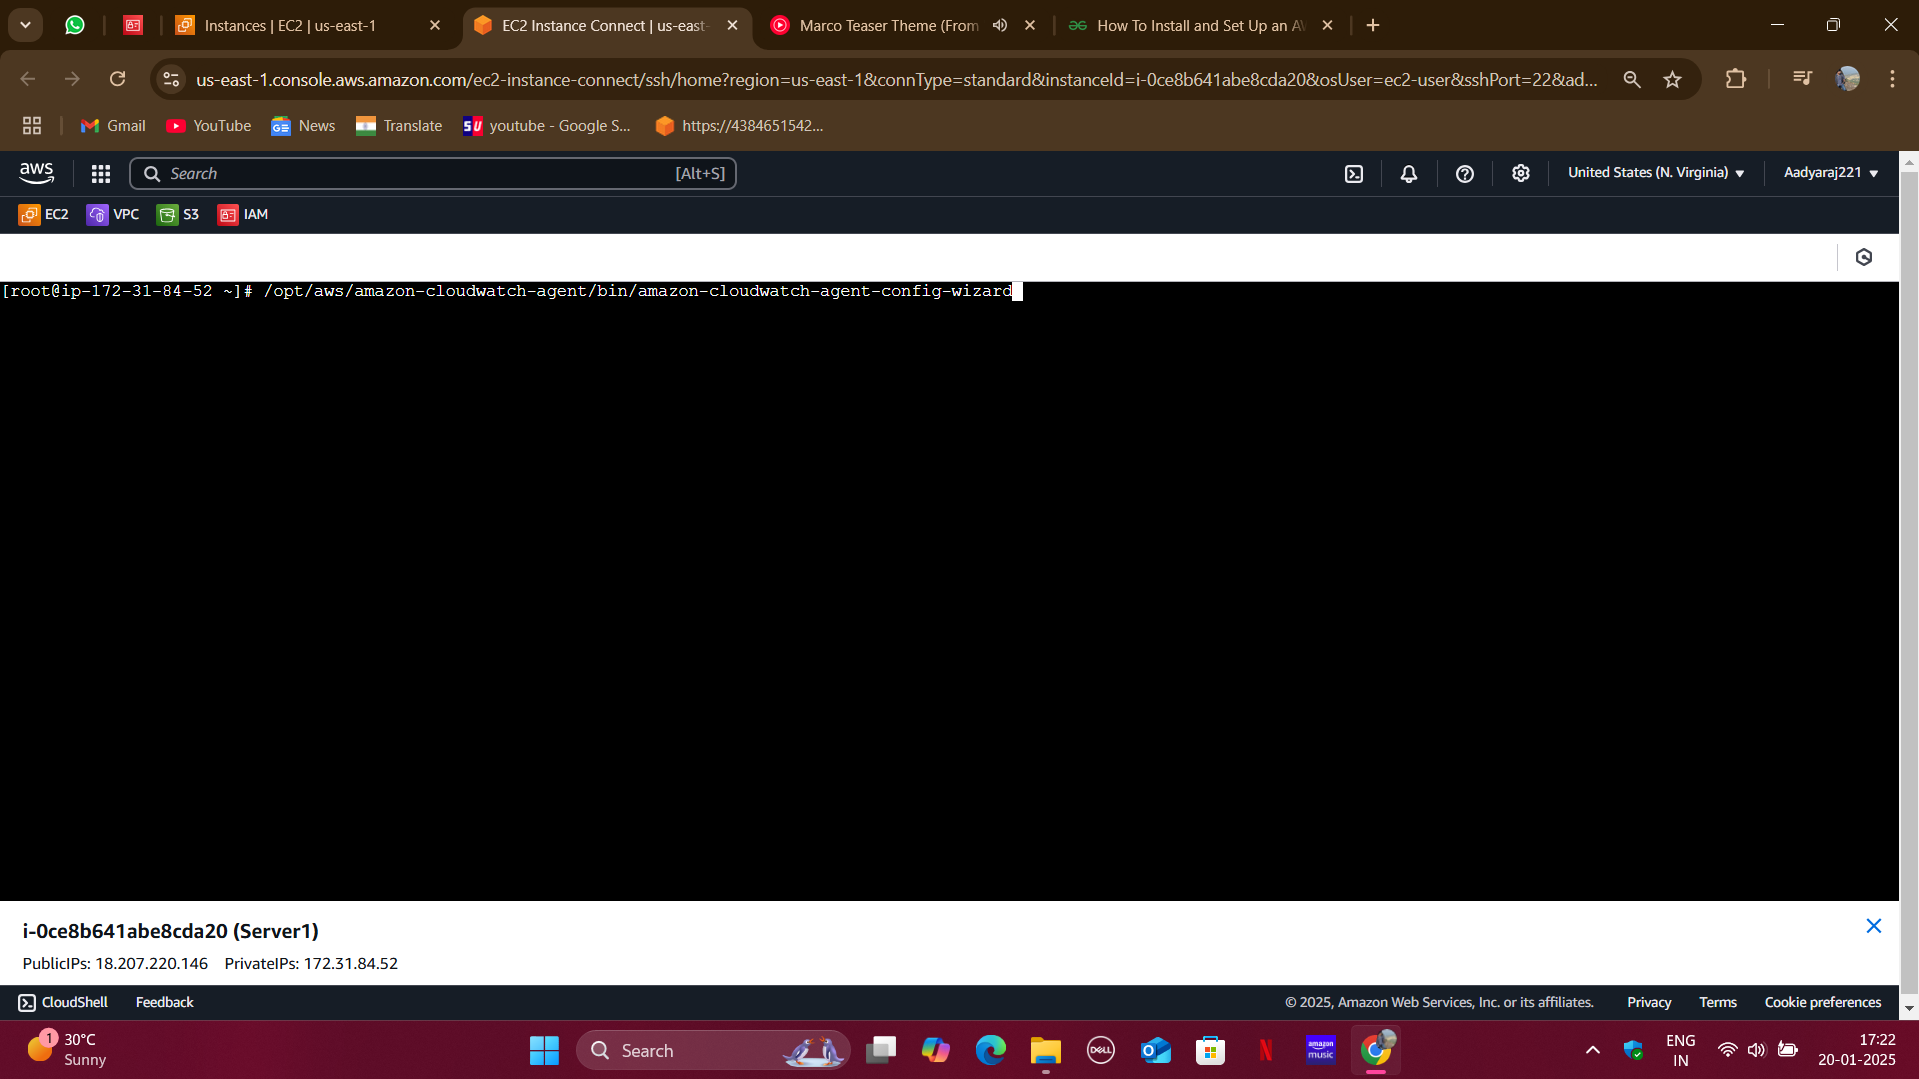 Instances | EC2 | us-east-1
EC2 Instance Connect | us-east-
Marco Teaser Theme (From
How To Install and Set Up an AW
us-east-1.console.aws.amazon.com/ec2-instance-connect/ssh/home?region=us-east-1&connType=standard&instanceId=i-0ce8b641abe8cda20&osUser=ec2-user&sshPort=22&ad...
Gmail
YouTube
News
Translate
SU
youtube - Google S...
https://4384651542...
aws
Search
[Alt+S]
United States (N. Virginia)
Aadyaraj221
EC2
VPC
S3
IAM
[root@ip-172-31-84-52 ~]# /opt/aws/amazon-cloudwatch-agent/bin/amazon-cloudwatch-agent-config-wizard
i-0ce8b641abe8cda20 (Server1)
PublicIPs: 18.207.220.146 PrivateIPs: 172.31.84.52
CloudShell
Feedback
© 2025, Amazon Web Services, Inc. or its affiliates.
Privacy
Terms
Cookie preferences
1
30°C
Sunny
Search
DELL
N
amazon music
ENG
IN
17:22
20-01-2025